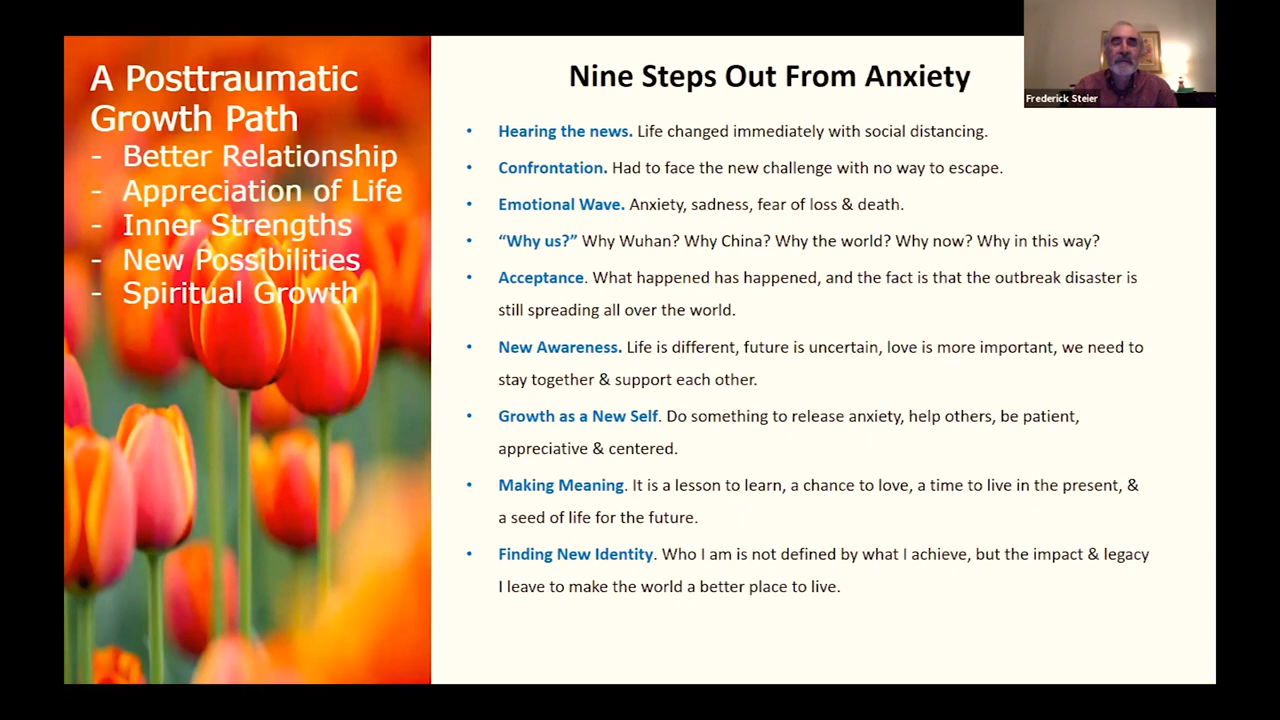 A Posttraumatic
Growth Path
- Better Relationship
- Appreciation of Life
- Inner Strengths
- New Possibilities
- Spiritual Growth
Nine Steps Out From Anxiety
• Hearing the news. Life changed immediately with social distancing.
• Confrontation. Had to face the new challenge with no way to escape.
• Emotional Wave. Anxiety, sadness, fear of loss & death.
• “Why us?” Why Wuhan? Why China? Why the world? Why now? Why in this way?
• Acceptance. What happened has happened, and the fact is that the outbreak disaster is
still spreading all over the world.
• New Awareness. Life is different, future is uncertain, love is more important, we need to
stay together & support each other.
• Growth as a New Self. Do something to release anxiety, help others, be patient,
appreciative & centered.
• Making Meaning. It is a lesson to learn, a chance to love, a time to live in the present, &
a seed of life for the future.
• Finding New Identity. Who I am is not defined by what I achieve, but the impact & legacy
I leave to make the world a better place to live.
Frederick Steier